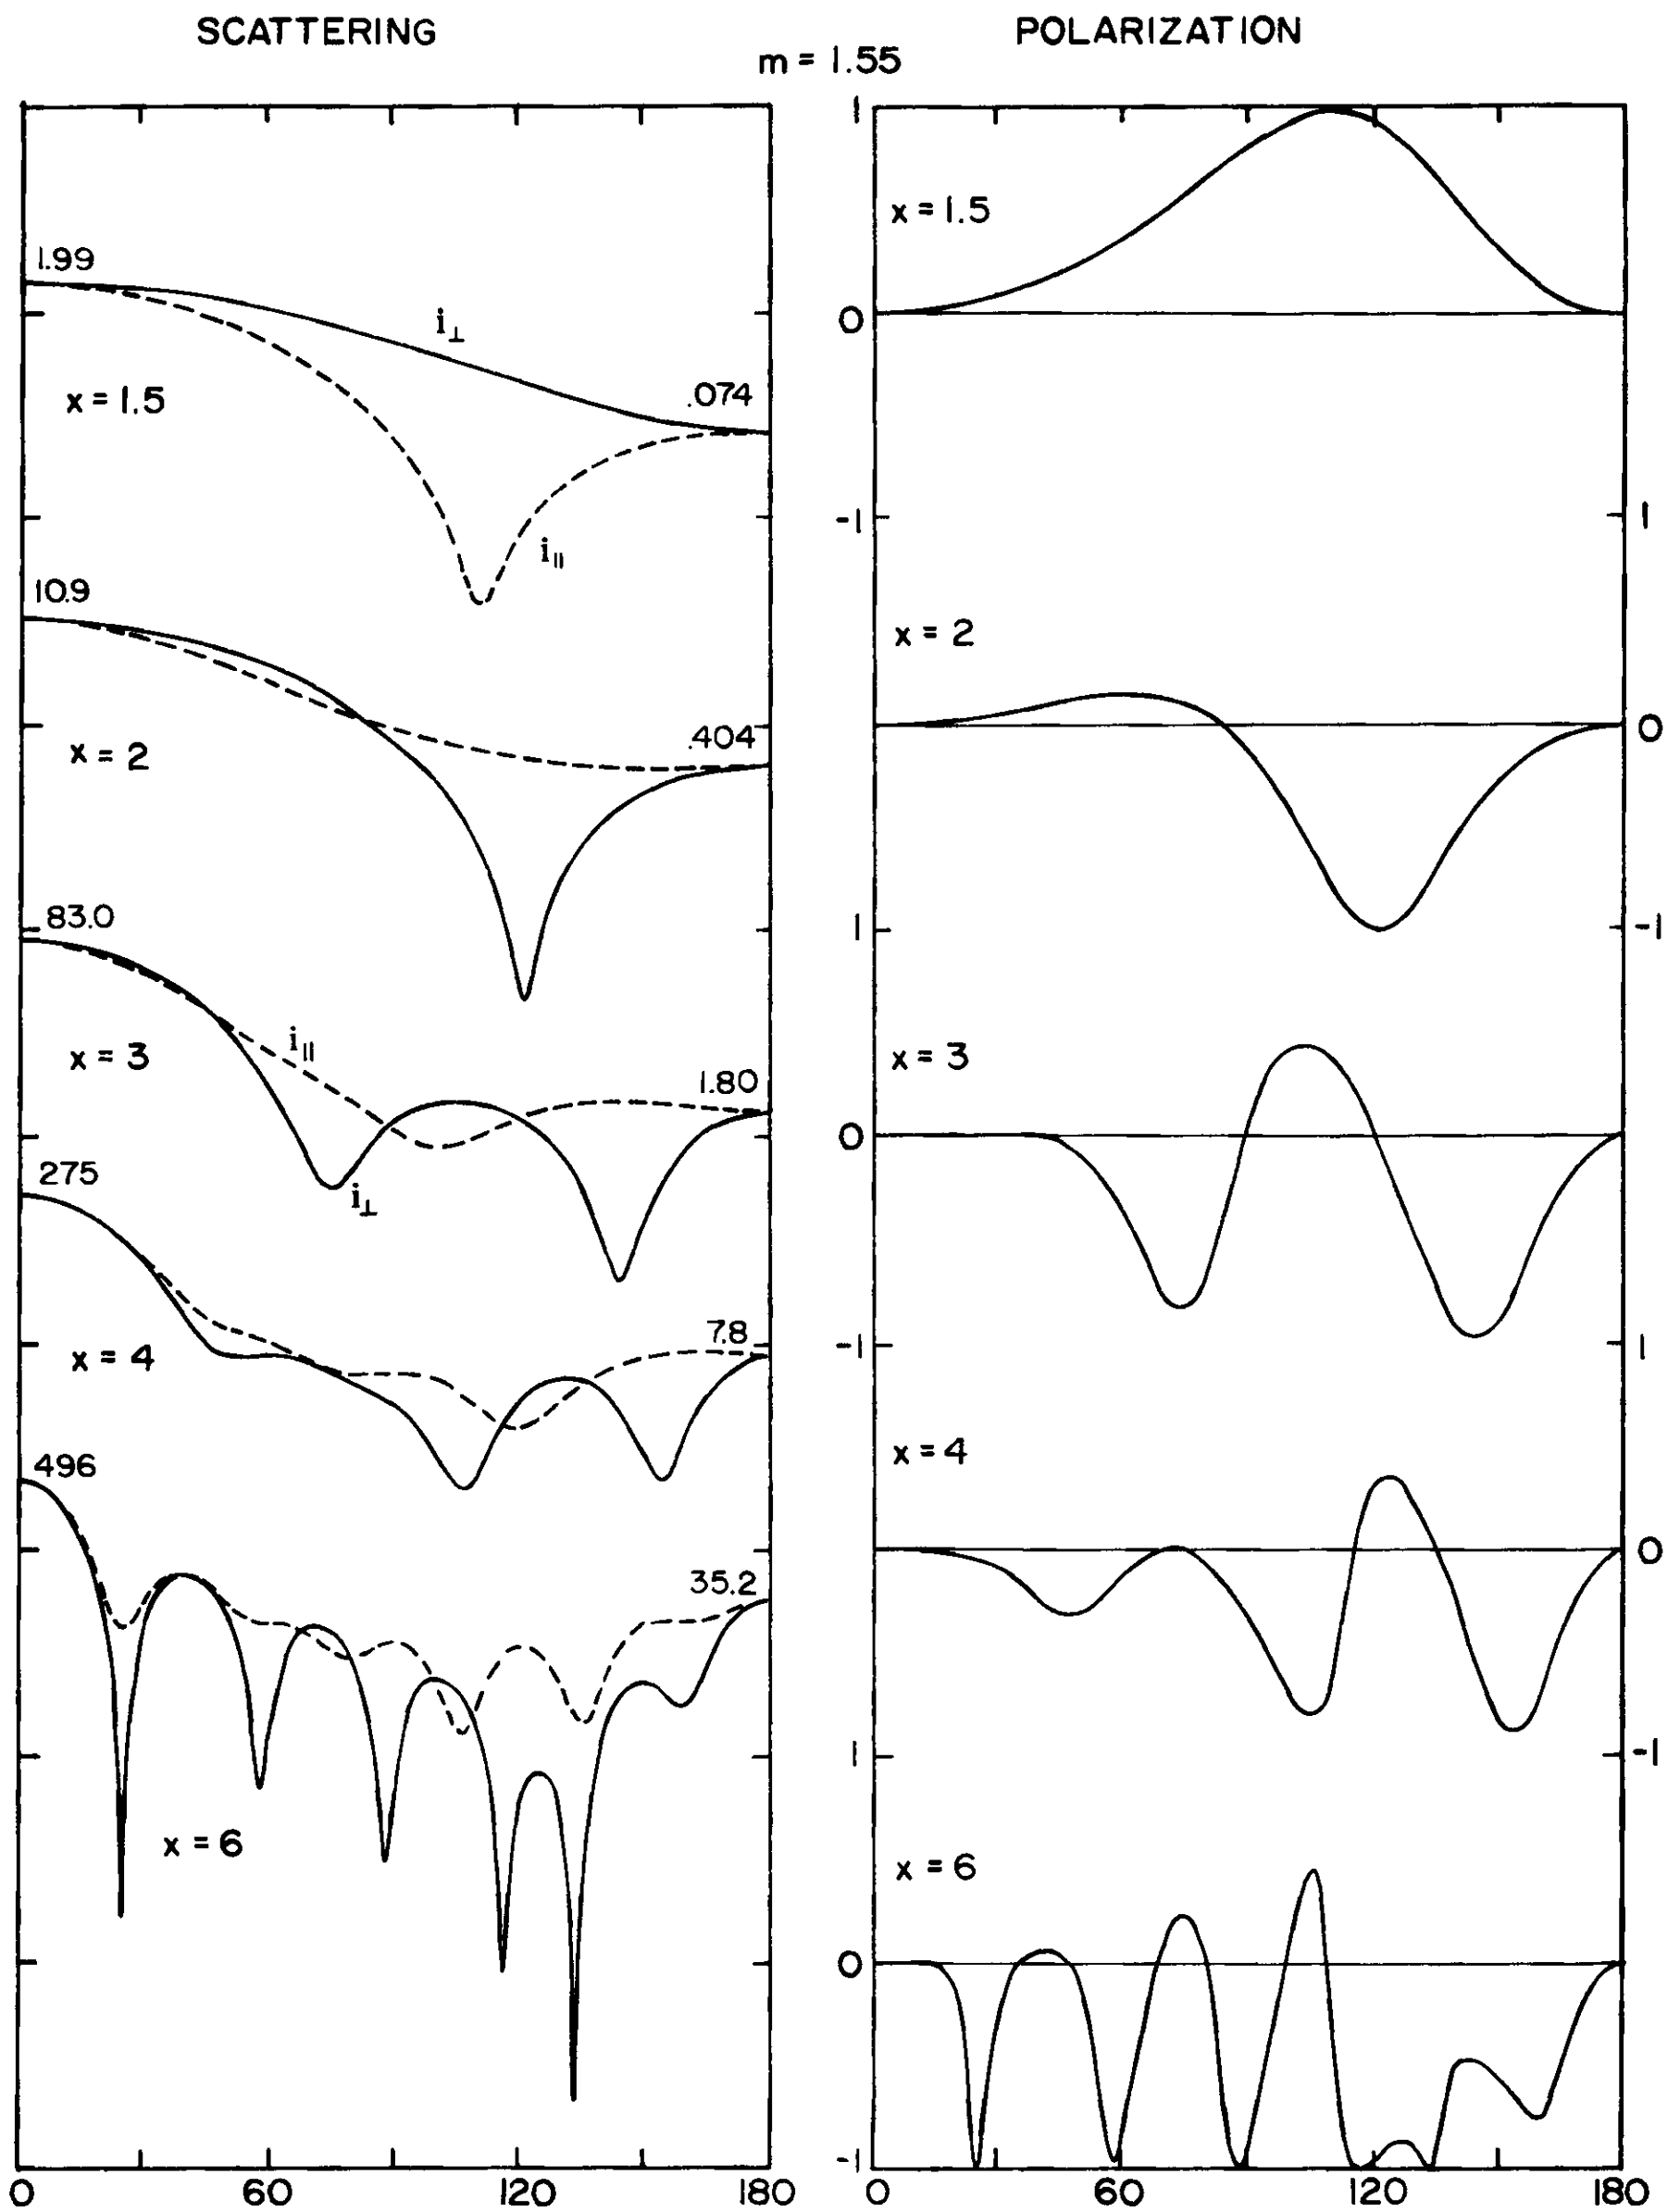 SCATTERING
POLARIZATION
m = 1.55
1.99
i⊥
x = 1.5
.074
i∥
10.9
x = 2
.404
83.0
i∥
x = 3
1.80
i⊥
275
x = 4
7.8
496
35.2
x = 6
0
60
120
180
1
x = 1.5
0
-1
1
x = 2
0
1
-1
x = 3
0
-1
1
x = 4
0
1
-1
x = 6
0
-1
0
60
120
180